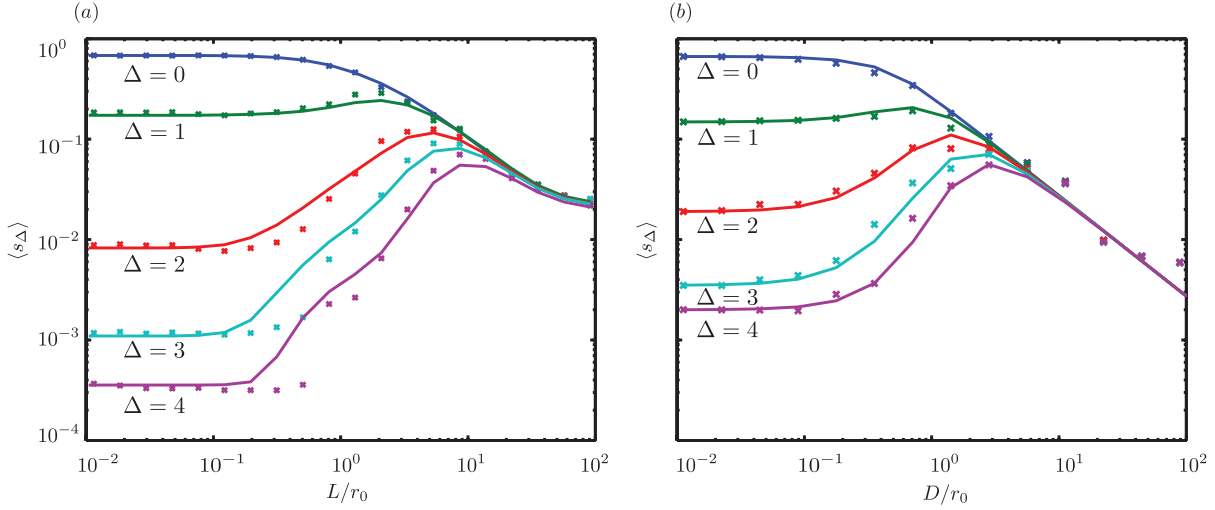 (a)
10^0
10^{-1}
10^{-2}
10^{-3}
10^{-4}
⟨s_Δ⟩
Δ = 0
Δ = 1
Δ = 2
Δ = 3
Δ = 4
10^{-2} 10^{-1} 10^0 10^1 10^2
L/r_0
(b)
⟨s_Δ⟩
Δ = 0
Δ = 1
Δ = 2
Δ = 3
Δ = 4
10^{-2} 10^{-1} 10^0 10^1 10^2
D/r_0